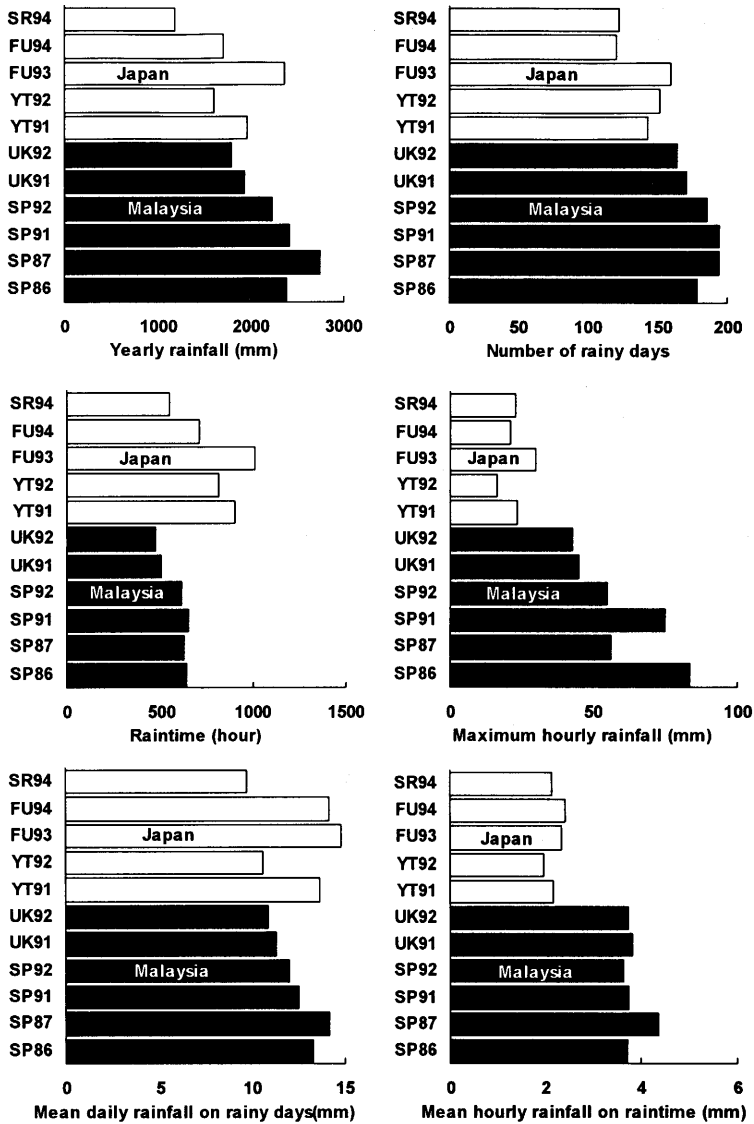 SR94
FU94
FU93 Japan
YT92
YT91
UK92
UK91
SP92 Malaysia
SP91
SP87
SP86
0 1000 2000 3000
Yearly rainfall (mm)
SR94
FU94
FU93 Japan
YT92
YT91
UK92
UK91
SP92 Malaysia
SP91
SP87
SP86
0 50 100 150 200
Number of rainy days
SR94
FU94
FU93 Japan
YT92
YT91
UK92
UK91
SP92 Malaysia
SP91
SP87
SP86
0 500 1000 1500
Raintime (hour)
SR94
FU94
FU93 Japan
YT92
YT91
UK92
UK91
SP92 Malaysia
SP91
SP87
SP86
0 50 100
Maximum hourly rainfall (mm)
SR94
FU94
FU93 Japan
YT92
YT91
UK92
UK91
SP92 Malaysia
SP91
SP87
SP86
0 5 10 15
Mean daily rainfall on rainy days(mm)
SR94
FU94
FU93 Japan
YT92
YT91
UK92
UK91
SP92 Malaysia
SP91
SP87
SP86
0 2 4 6
Mean hourly rainfall on raintime (mm)